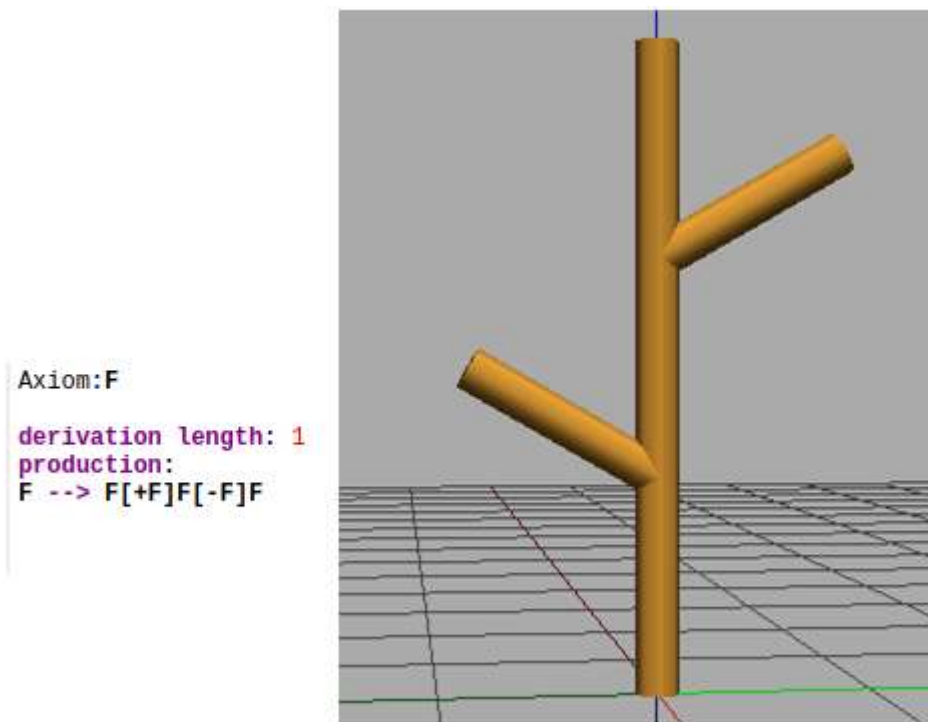 Axiom:F
derivation length: 1
production:
F --> F[+F]F[-F]F